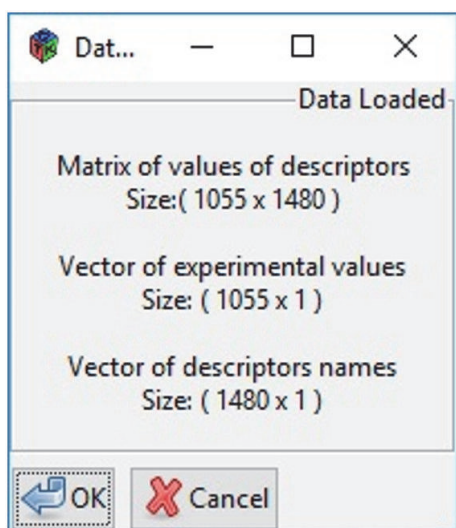 Dat...
Data Loaded
Matrix of values of descriptors
Size:( 1055 x 1480 )
Vector of experimental values
Size: ( 1055 x 1 )
Vector of descriptors names
Size: ( 1480 x 1 )
OK
Cancel